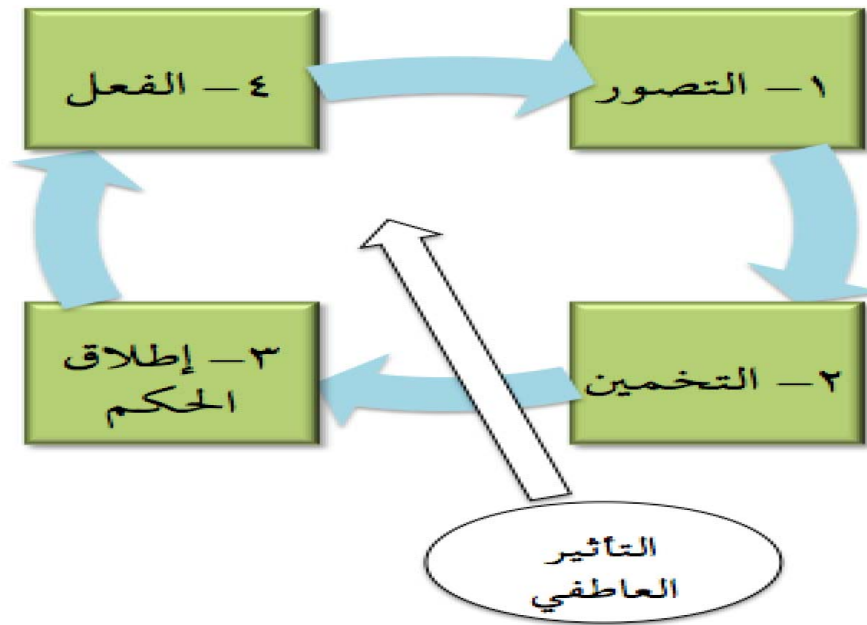 ١– التصور
٢– التخمين
٣– إطلاق
الحكم
٤– الفعل
التأثير
العاطفي